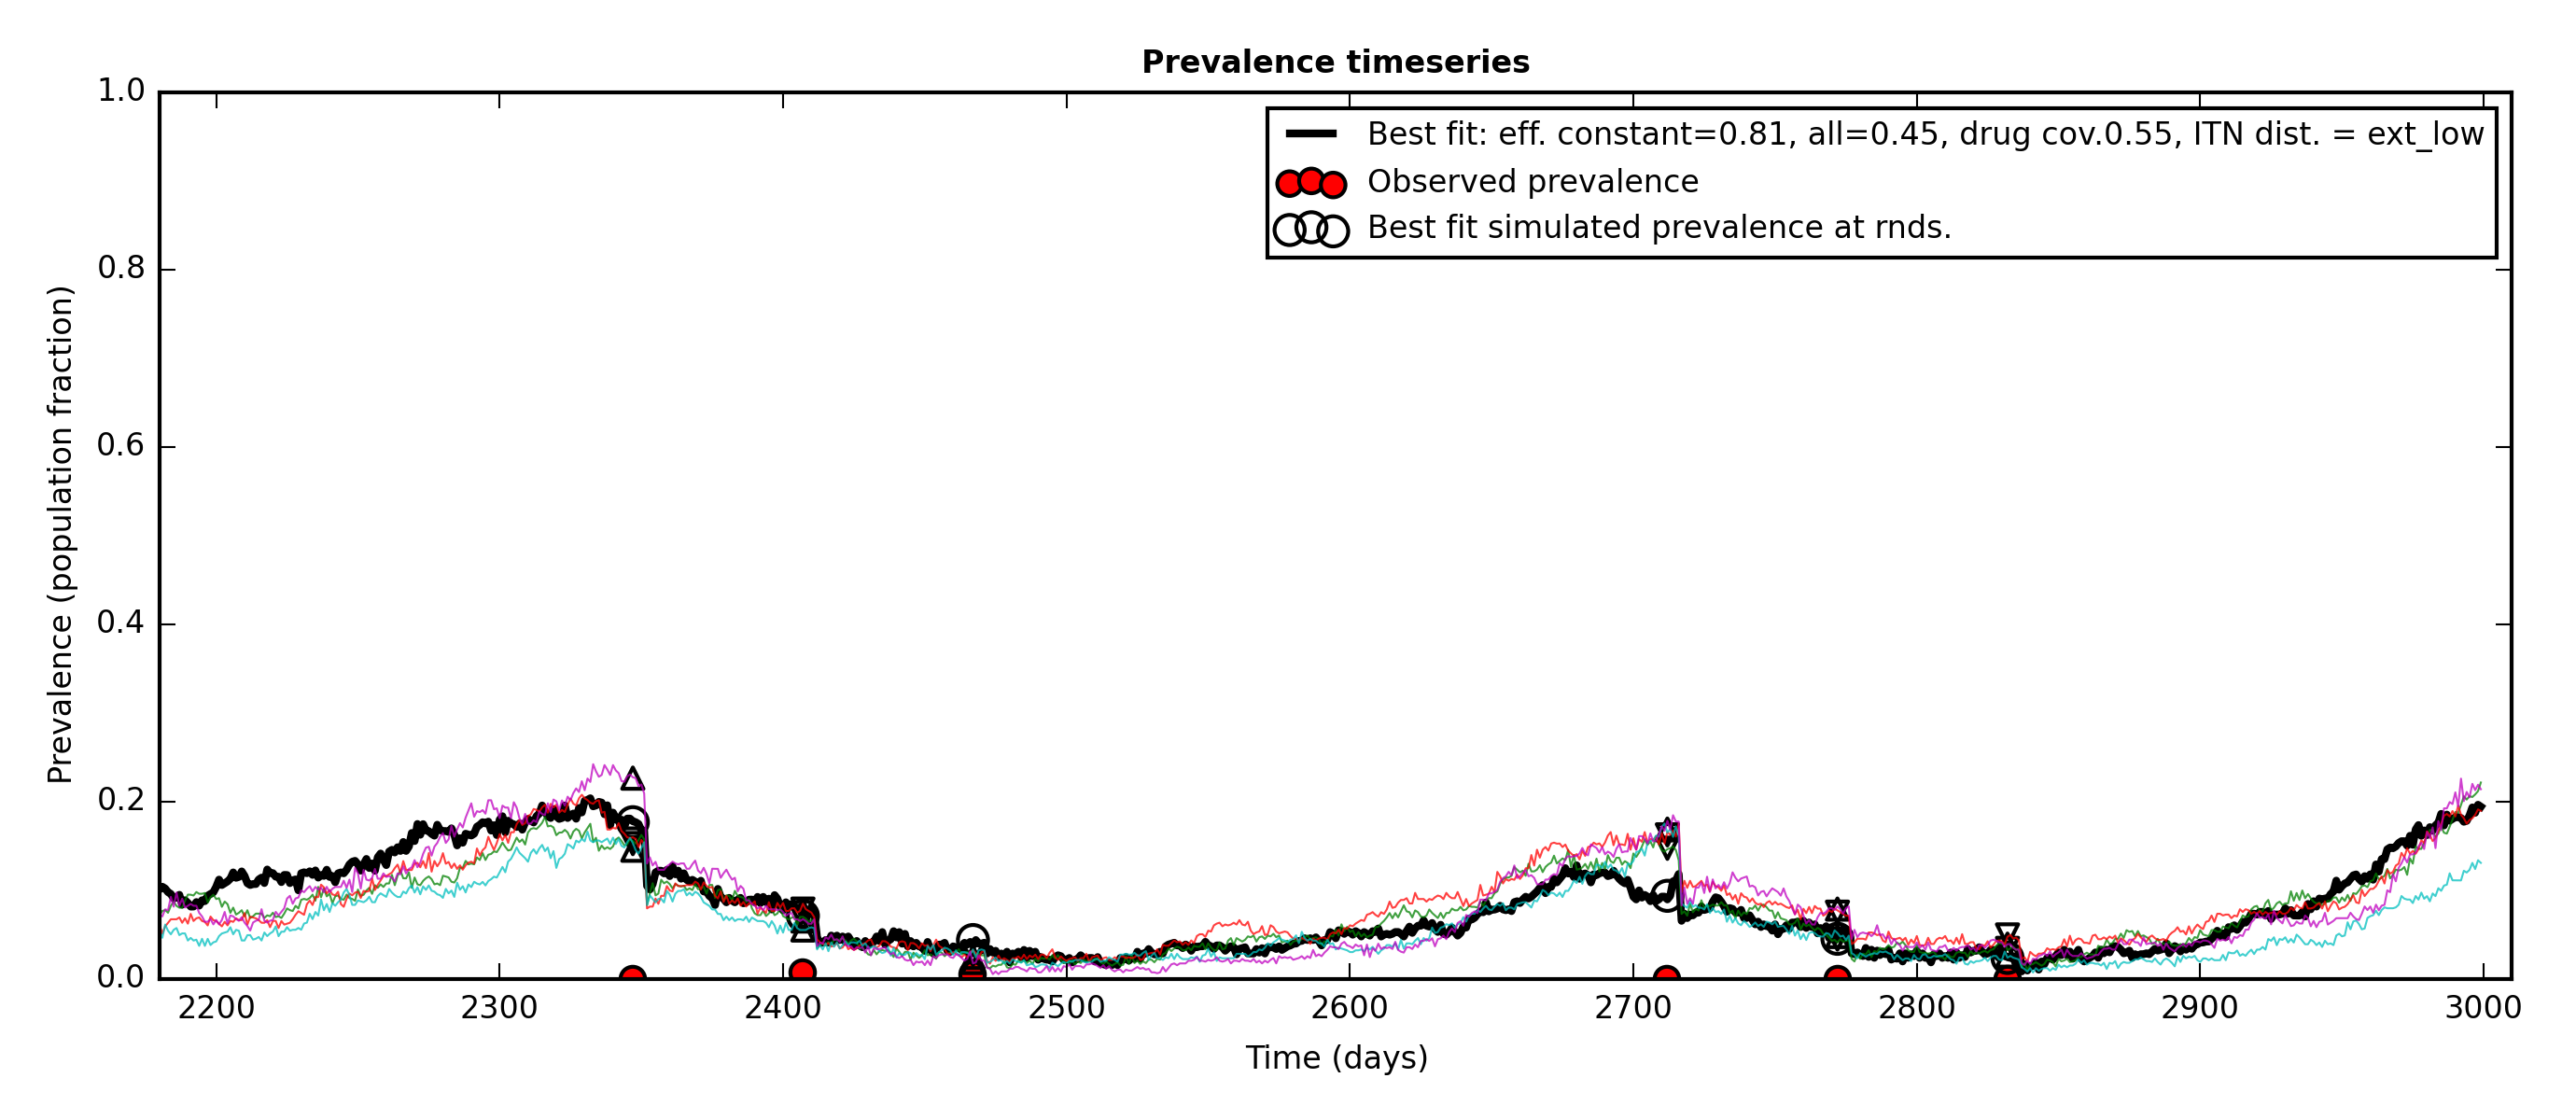 Prevalence timeseries
Best fit: eff. constant=0.81, all=0.45, drug cov.0.55, ITN dist. = ext_low
Observed prevalence
Best fit simulated prevalence at rnds.
Prevalence (population fraction)
1.0
0.8
0.6
0.4
0.2
0.0
2200 2300 2400 2500 2600 2700 2800 2900 3000
Time (days)